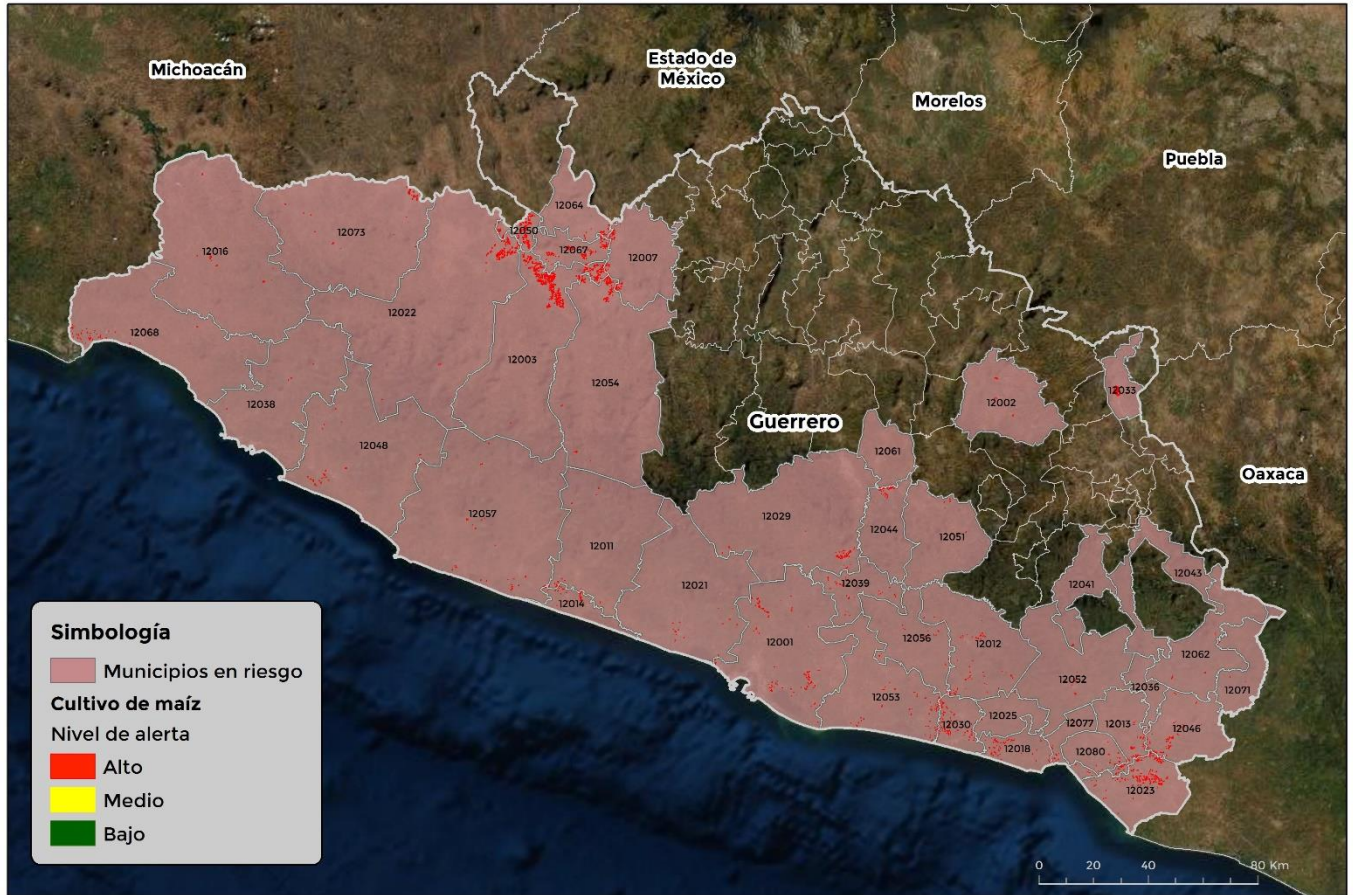 Michoacán
Estado de
México
Morelos
Puebla
12064
12050
12067
12007
12073
12016
12022
12068
12003
12054
12038
12002
12033
Guerrero
12061
12048
Oaxaca
12029
12057
12044
12051
12011
12021
12039
12041
12043
12014
12001
12056
12012
12062
12052
12036
12071
12053
12030
12025
12077
12013
12046
12018
12080
12023
Simbología
Municipios en riesgo
Cultivo de maíz
Nivel de alerta
Alto
Medio
Bajo
0 20 40 80 Km